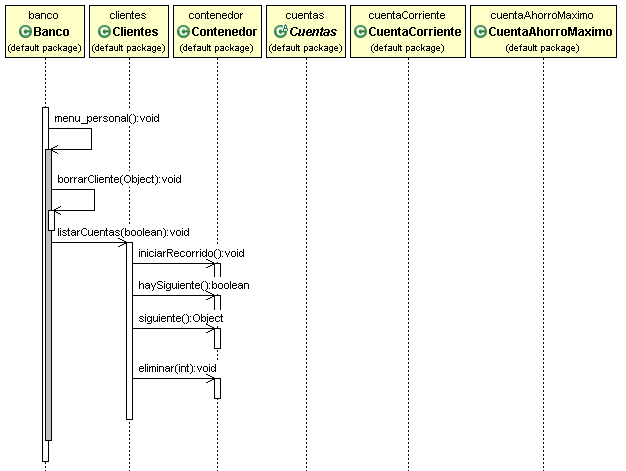 banco
Banco
(default package)
clientes
Clientes
(default package)
contenedor
Contenedor
(default package)
cuentas
Cuentas
(default package)
cuentaCorriente
CuentaCorriente
(default package)
cuentaAhorroMaximo
CuentaAhorroMaximo
(default package)
menu_personal():void
borrarCliente(Object):void
listarCuentas(boolean):void
iniciarRecorrido():void
haySiguiente():boolean
siguiente():Object
eliminar(int):void